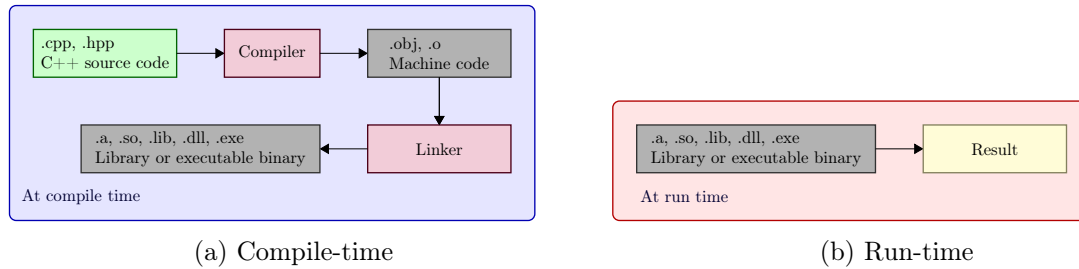 .cpp, .hpp
C++ source code
Compiler
.obj, .o
Machine code
.a, .so, .lib, .dll, .exe
Library or executable binary
Linker
At compile time
(a) Compile-time
.a, .so, .lib, .dll, .exe
Library or executable binary
Result
At run time
(b) Run-time